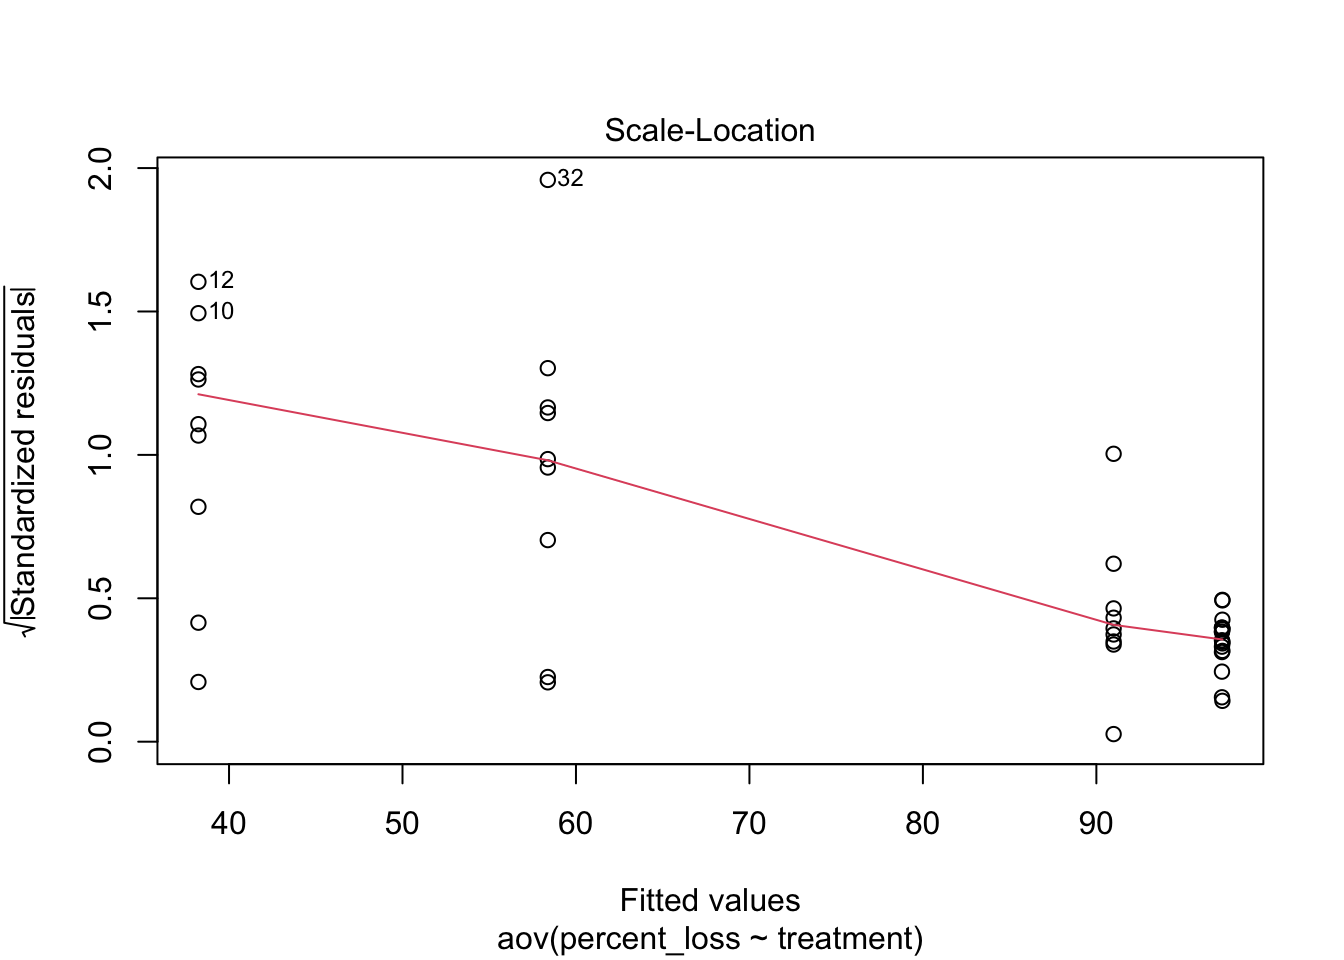 Scale-Location
√|Standardized residuals|
2.0
1.5
1.0
0.5
0.0
32
12
10
40 50 60 70 80 90
Fitted values
aov(percent_loss ~ treatment)